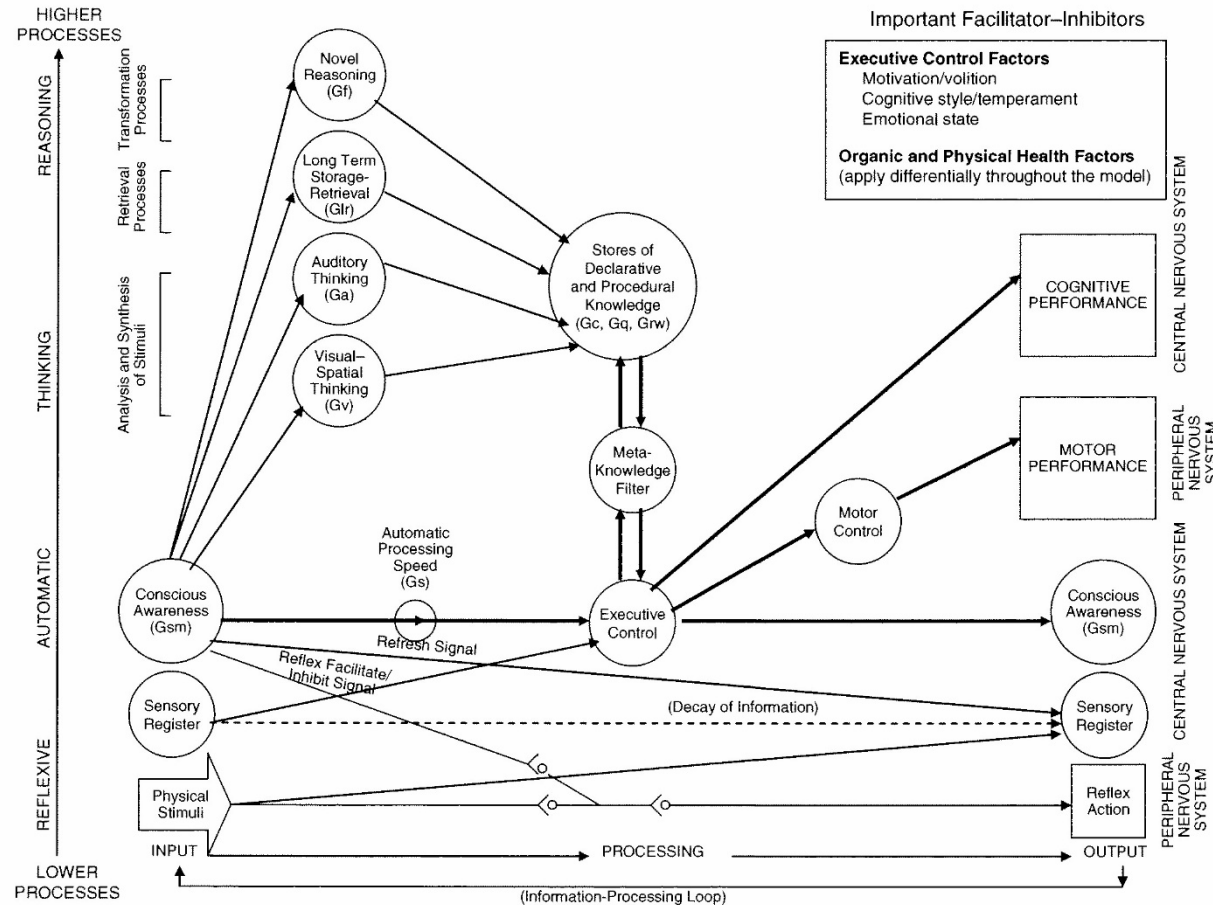 HIGHER
PROCESSES
REASONING
THINKING
AUTOMATIC
REFLEXIVE
LOWER
PROCESSES
Transformation
Processes
Retrieval
Processes
Analysis and Synthesis
of Stimuli
Novel
Reasoning
(Gf)
Long Term
Storage-
Retrieval
(Glr)
Auditory
Thinking
(Ga)
Visual–
Spatial
Thinking
(Gv)
Stores of
Declarative
and Procedural
Knowledge
(Gc, Gq, Grw)
Meta-
Knowledge
Filter
Automatic
Processing
Speed
(Gs)
Conscious
Awareness
(Gsm)
Executive
Control
Motor
Control
Refresh Signal
Reflex Facilitate/
Inhibit Signal
Sensory
Register
(Decay of Information)
Physical
Stimuli
Important Facilitator–Inhibitors
Executive Control Factors
Motivation/volition
Cognitive style/temperament
Emotional state
Organic and Physical Health Factors
(apply differentially throughout the model)
COGNITIVE
PERFORMANCE
MOTOR
PERFORMANCE
Conscious
Awareness
(Gsm)
Sensory
Register
Reflex
Action
CENTRAL NERVOUS SYSTEM
PERIPHERAL
NERVOUS
SYSTEM
CENTRAL NERVOUS SYSTEM
PERIPHERAL
NERVOUS
SYSTEM
INPUT
PROCESSING
OUTPUT
(Information-Processing Loop)